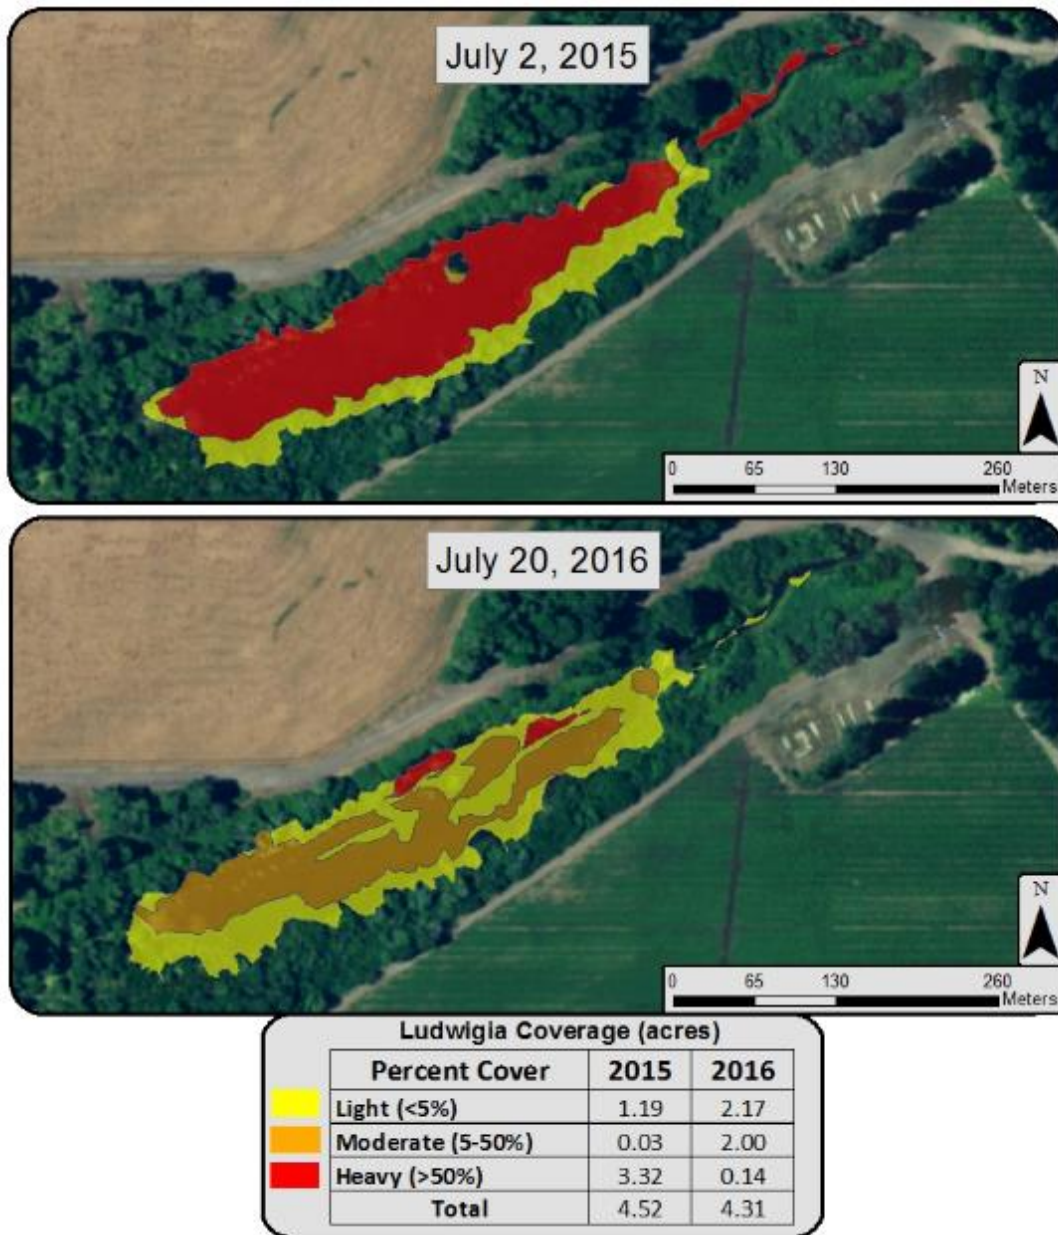 July 2, 2015
N
0 65 130 260
Meters
July 20, 2016
N
0 65 130 260
Meters
Ludwigia Coverage (acres)
Percent Cover 2015 2016
Light (<5%) 1.19 2.17
Moderate (5-50%) 0.03 2.00
Heavy (>50%) 3.32 0.14
Total 4.52 4.31